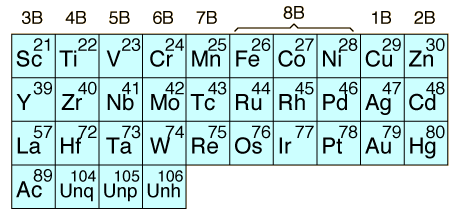 3B 4B 5B 6B 7B 8B 1B 2B
Sc 21 Ti 22 V 23 Cr 24 Mn 25 Fe 26 Co 27 Ni 28 Cu 29 Zn 30
Y 39 Zr 40 Nb 41 Mo 42 Tc 43 Ru 44 Rh 45 Pd 46 Ag 47 Cd 48
La 57 Hf 72 Ta 73 W 74 Re 75 Os 76 Ir 77 Pt 78 Au 79 Hg 80
Ac 89 Unq 104 Unp 105 Unh 106